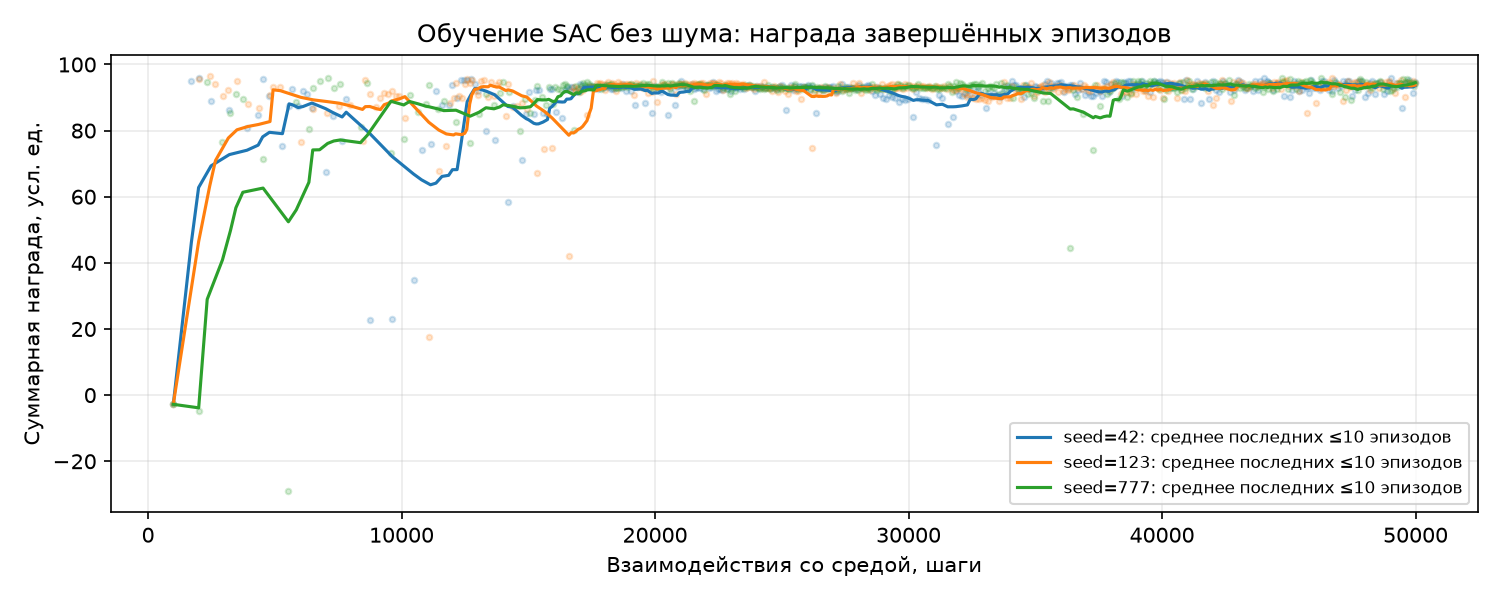 Обучение SAC без шума: награда завершённых эпизодов
Суммарная награда, усл. ед.
100
80
60
40
20
0
−20
seed=42: среднее последних ≤10 эпизодов
seed=123: среднее последних ≤10 эпизодов
seed=777: среднее последних ≤10 эпизодов
0 10000 20000 30000 40000 50000
Взаимодействия со средой, шаги